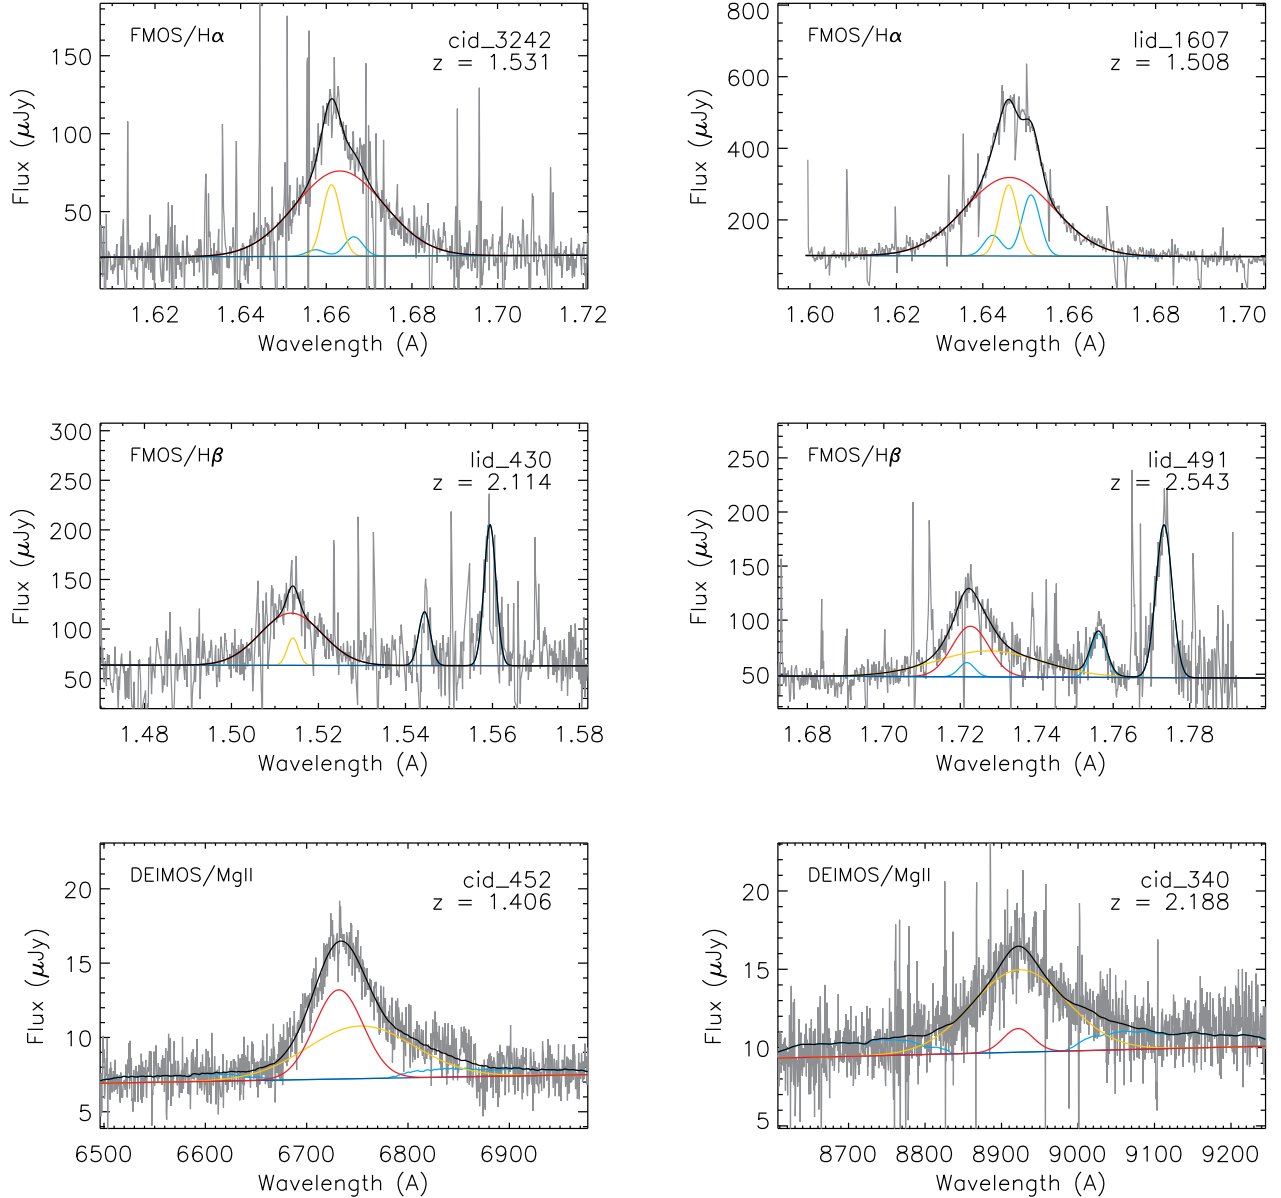 FMOS/Hα
cid_3242
z = 1.531
150
100
50
Flux (μJy)
1.62 1.64 1.66 1.68 1.70 1.72
Wavelength (A)
FMOS/Hα
lid_1607
z = 1.508
800
600
400
200
Flux (μJy)
1.60 1.62 1.64 1.66 1.68 1.70
Wavelength (A)
FMOS/Hβ
lid_430
z = 2.114
300
250
200
150
100
50
Flux (μJy)
1.48 1.50 1.52 1.54 1.56 1.58
Wavelength (A)
FMOS/Hβ
lid_491
z = 2.543
250
200
150
100
50
Flux (μJy)
1.68 1.70 1.72 1.74 1.76 1.78
Wavelength (A)
DEIMOS/MgII
cid_452
z = 1.406
20
15
10
5
Flux (μJy)
6500 6600 6700 6800 6900
Wavelength (A)
DEIMOS/MgII
cid_340
z = 2.188
20
15
10
5
Flux (μJy)
8700 8800 8900 9000 9100 9200
Wavelength (A)